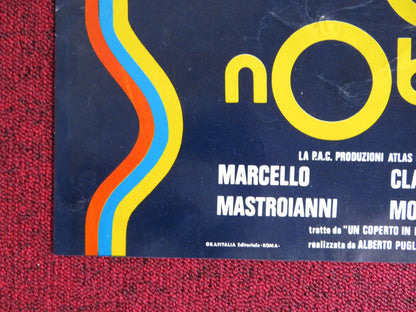 nOb
LA P.A.C. PRODUZIONI ATLAS
MARCELLO CLA
MASTROIANNI MO
tratto da "UN COPERTO IN
GRAFITALIA Editoriale -ROMA- realizzata da ALBERTO PUGL